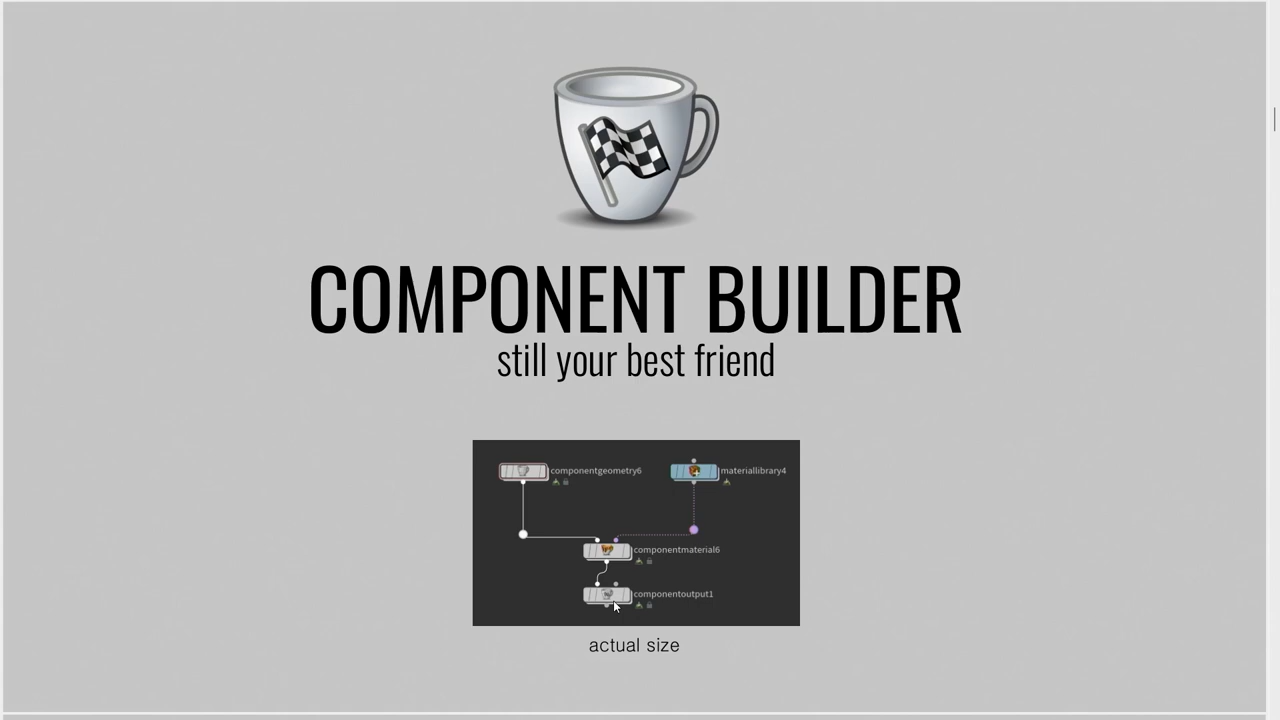 COMPONENT BUILDER
still your best friend
componentgeometry6
materiallibrary4
componentmaterial6
componentoutput1
actual size